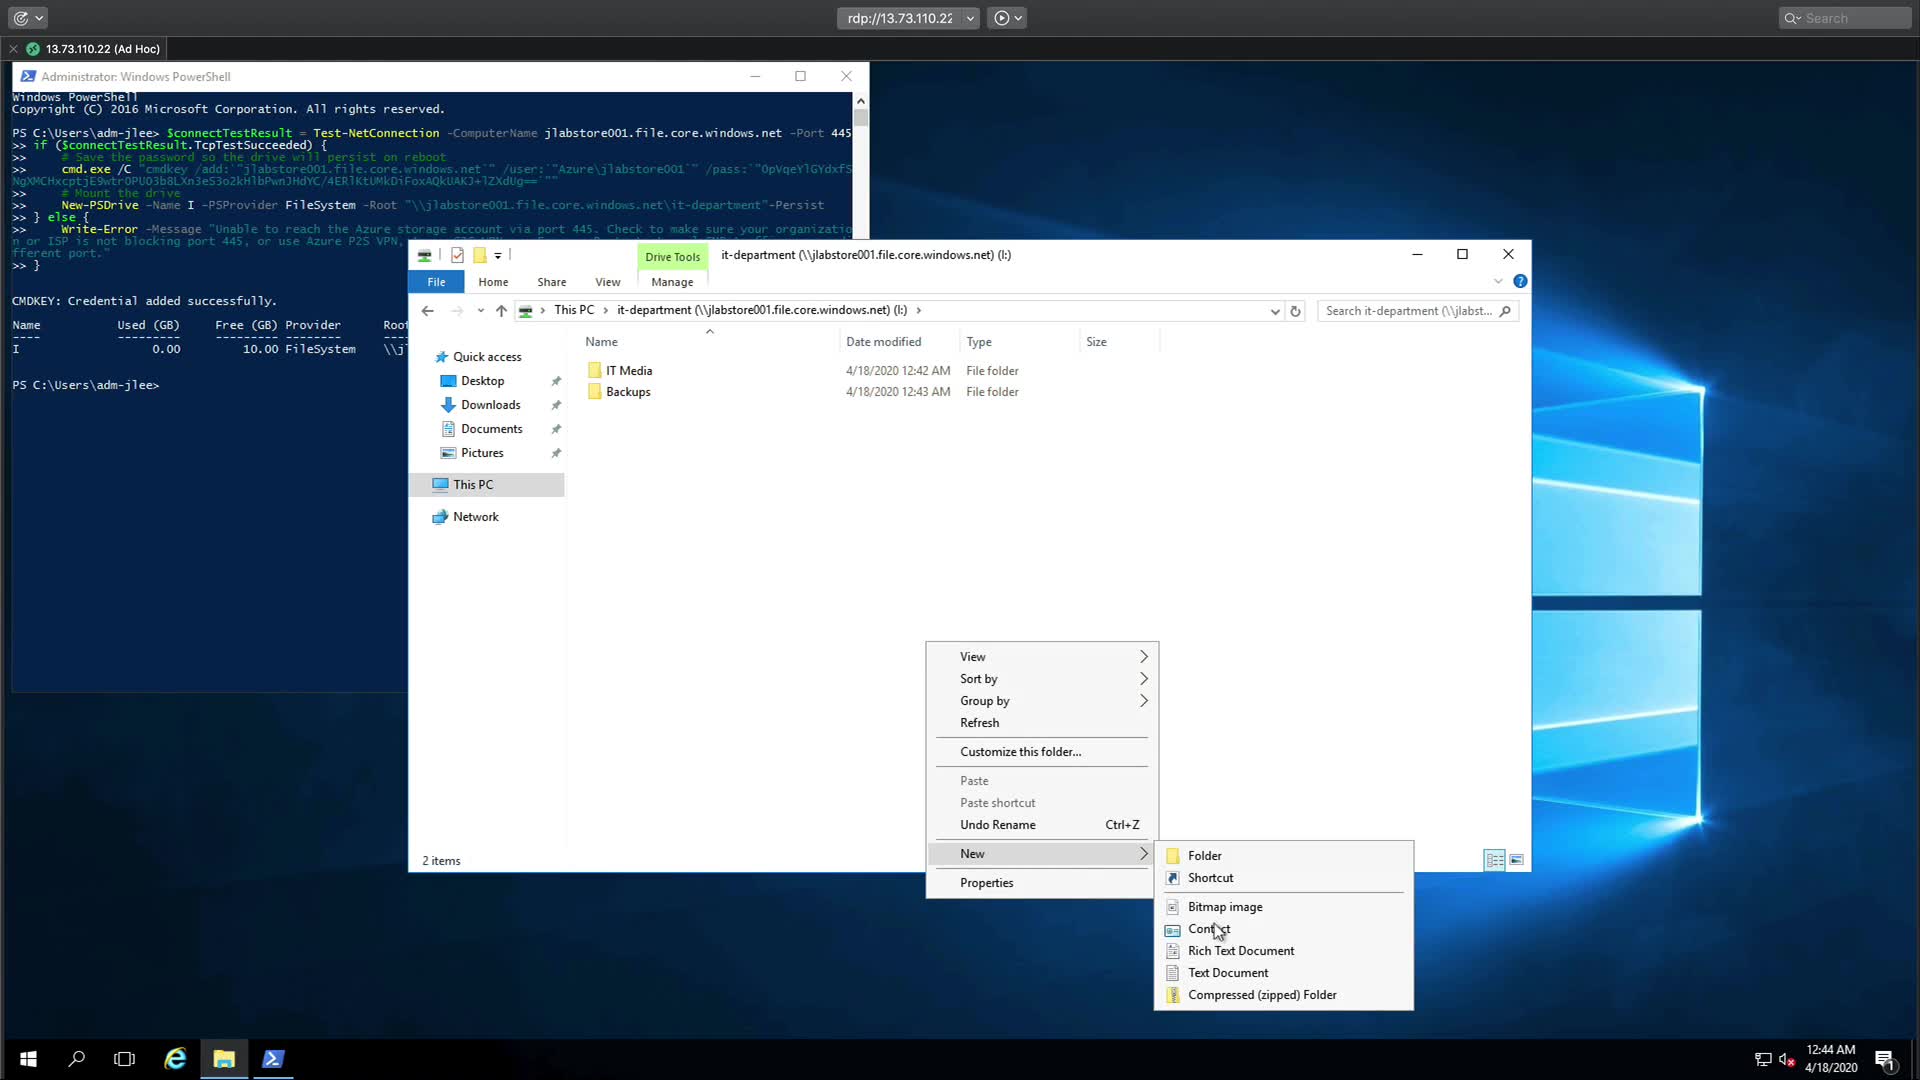 rdp://13.73.110.22
Search
13.73.110.22 (Ad Hoc)
Administrator: Windows PowerShell
Windows PowerShell
Copyright (C) 2016 Microsoft Corporation. All rights reserved.
PS C:\Users\adm-jlee> $connectTestResult = Test-NetConnection -ComputerName jlabstore001.file.core.windows.net -Port 445
>> if ($connectTestResult.TcpTestSucceeded) {
>> # Save the password so the drive will persist on reboot
>> cmd.exe /C "cmdkey /add:`"jlabstore001.file.core.windows.net`" /user:`"Azure\jlabstore001`" /pass:`"
>> # Mount the drive
>> New-PSDrive -Name I -PSProvider FileSystem -Root "\\jlabstore001.file.core.windows.net\it-department"-Persist
>> } else {
>> Write-Error -Message "Unable to reach the Azure storage account via port 445. Check to make sure your organizatio
n or ISP is not blocking port 445, or use Azure P2S VPN,
fferent port."
>> }
CMDKEY: Credential added successfully.
Name Used (GB) Free (GB) Provider Roo
---- --------- --------- -------- ---
I 0.00 10.00 FileSystem \\j
PS C:\Users\adm-jlee>
Drive Tools
it-department (\\jlabstore001.file.core.windows.net) (I:)
File Home Share View Manage
This PC > it-department (\\jlabstore001.file.core.windows.net) (I:) >
Search it-department (\\jlabst...
Name Date modified Type Size
IT Media 4/18/2020 12:42 AM File folder
Backups 4/18/2020 12:43 AM File folder
Quick access
Desktop
Downloads
Documents
Pictures
This PC
Network
2 items
View
Sort by
Group by
Refresh
Customize this folder...
Paste
Paste shortcut
Undo Rename Ctrl+Z
New
Properties
Folder
Shortcut
Bitmap image
Contact
Rich Text Document
Text Document
Compressed (zipped) Folder
12:44 AM
4/18/2020
1